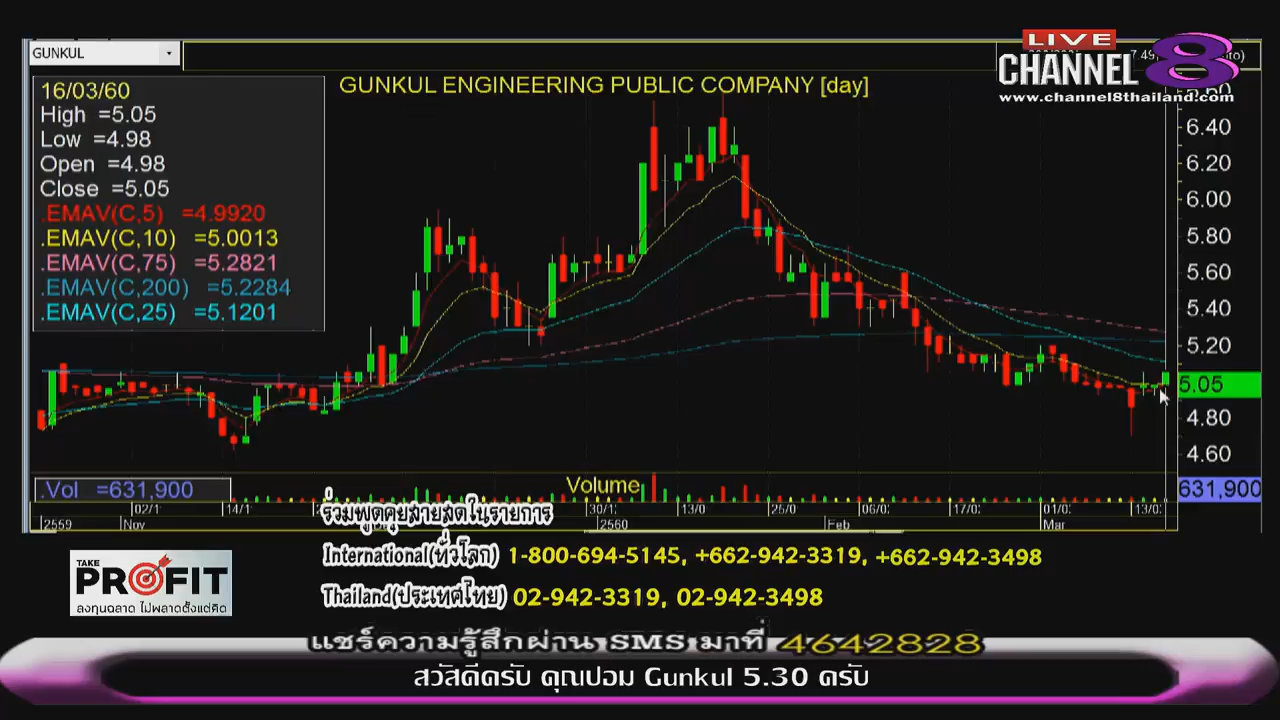 GUNKUL
LIVE
CHANNEL 8
www.channel8thailand.com
GUNKUL ENGINEERING PUBLIC COMPANY [day]
16/03/60
High =5.05
Low =4.98
Open =4.98
Close =5.05
.EMAV(C,5) =4.9920
.EMAV(C,10) =5.0013
.EMAV(C,75) =5.2821
.EMAV(C,200) =5.2284
.EMAV(C,25) =5.1201
6.40
6.20
6.00
5.80
5.60
5.40
5.20
5.05
4.80
4.60
.Vol =631,900
Volume
631,900
02/1 14/1 30/1 13/0 25/0 06/0 17/0 01/0 13/0
2559 Nov 2560 Feb Mar
ร่วมพูดคุยสายสดในรายการ
International(ทั่วโลก) 1-800-694-5145, +662-942-3319, +662-942-3498
Thailand(ประเทศไทย) 02-942-3319, 02-942-3498
TAKE
PROFIT
ลงทุนฉลาด ไม่พลาดตั้งแต่คิด
แชร์ความรู้สึกผ่าน SMS มาที่ 4642828
สวัสดีครับ คุณปอม Gunkul 5.30 ครับ